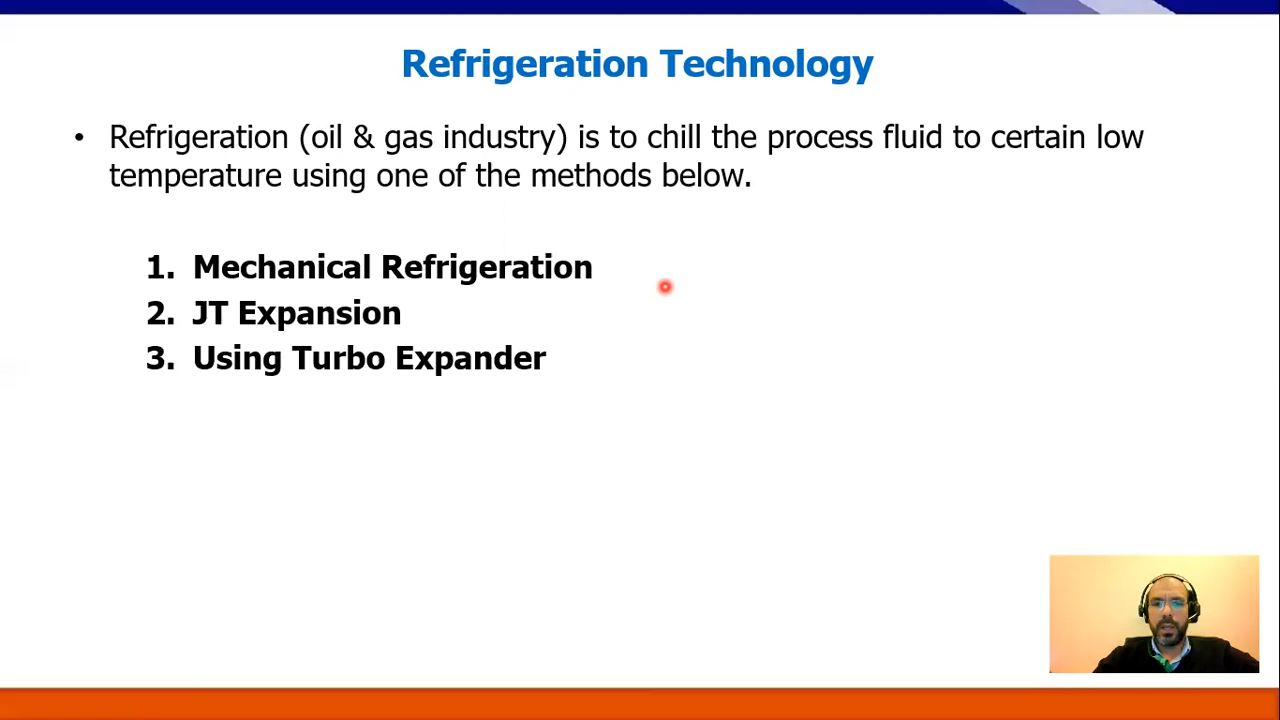 Refrigeration Technology
• Refrigeration (oil & gas industry) is to chill the process fluid to certain low
temperature using one of the methods below.
1. Mechanical Refrigeration
2. JT Expansion
3. Using Turbo Expander